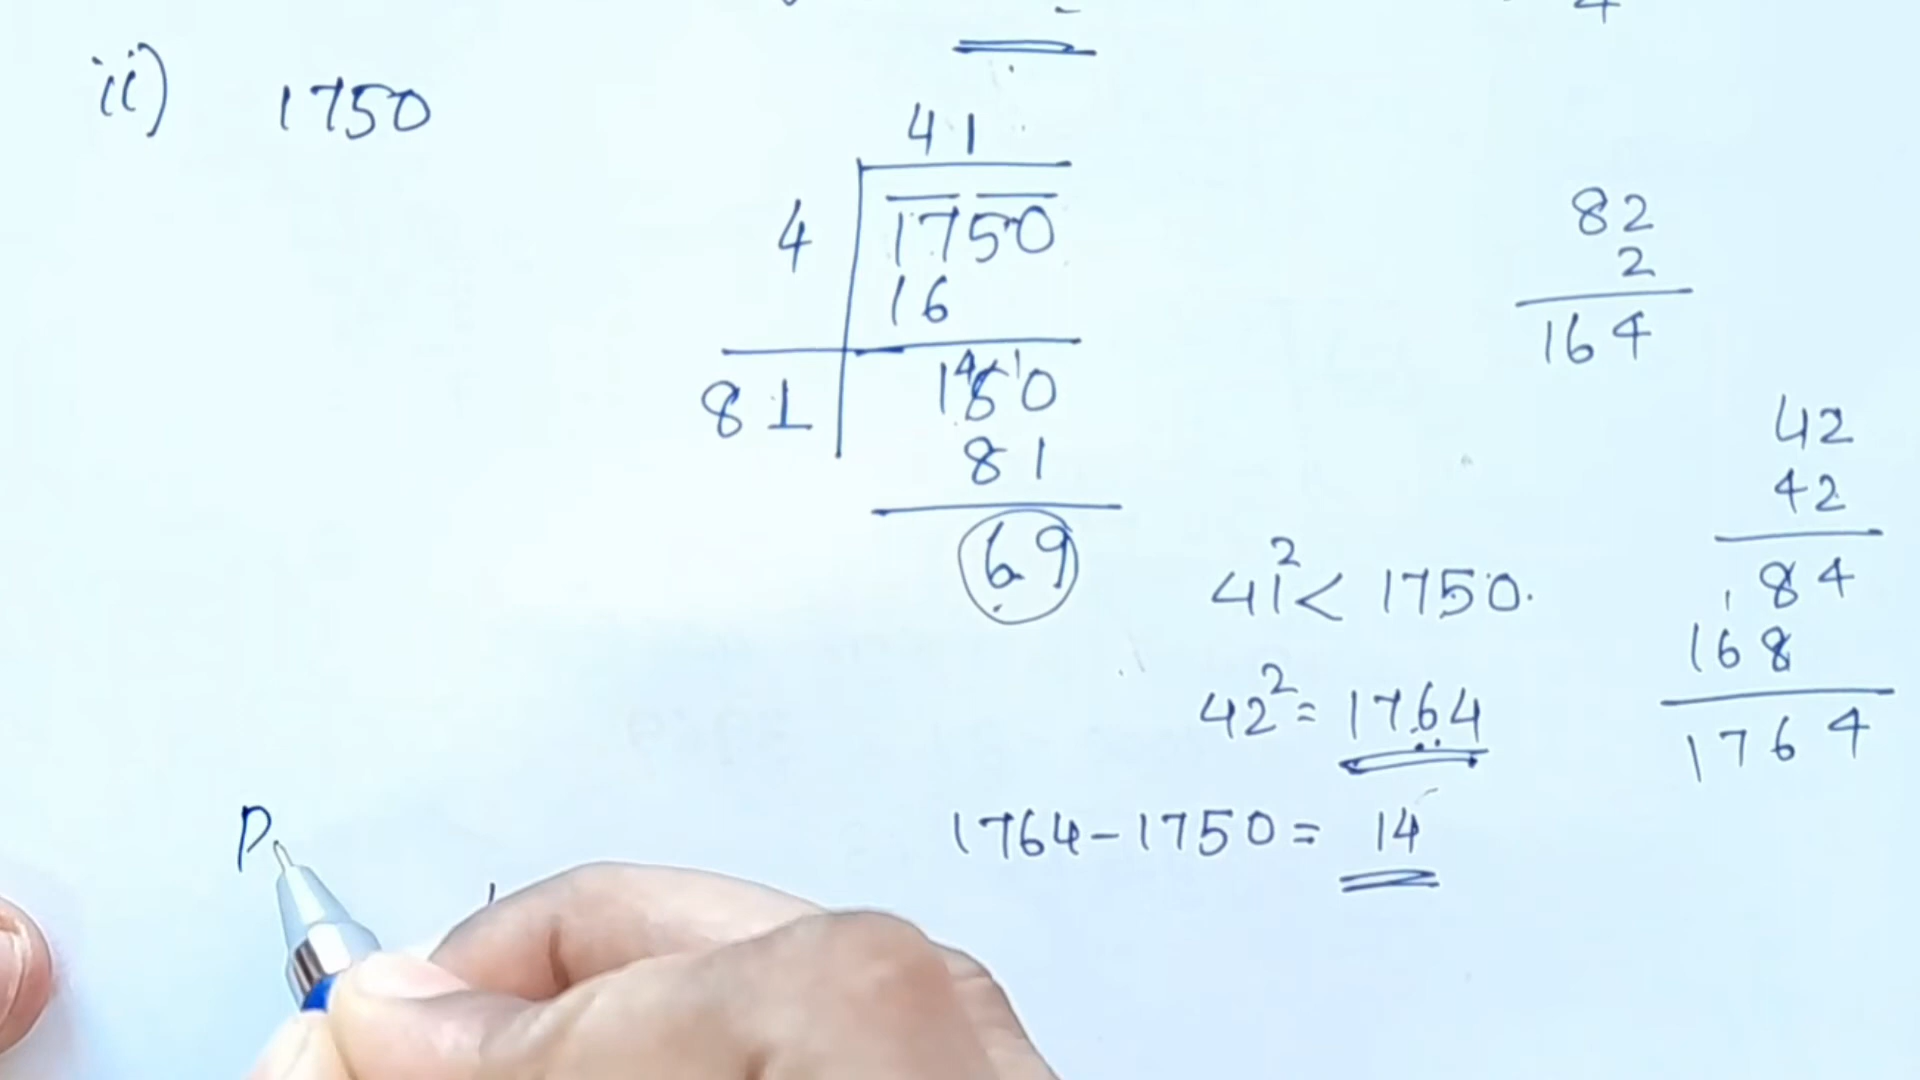 ii) 1750
41
4 1750
16
81 150
81
69
82
2
164
42
42
84
168
1764
41² < 1750.
42² = 1764
1764 - 1750 = 14
P